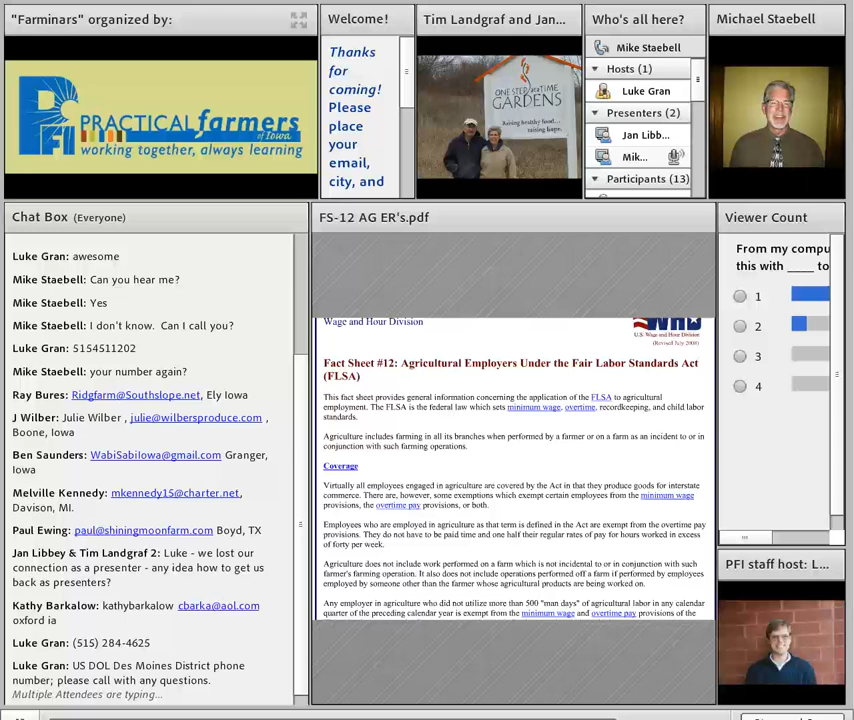 "Farminars" organized by:
PFI
PRACTICAL farmers
of Iowa
working together, always learning
Welcome!
Thanks
for
coming!
Please
place
your
email,
city, and
Tim Landgraf and Jan...
ONE STEP at a TIME
GARDENS
Raising healthy food...
raising hope.
Who's all here?
Mike Staebell
Hosts (1)
Luke Gran
Presenters (2)
Jan Libb...
Mik...
Participants (13)
Michael Staebell
Chat Box (Everyone)
Luke Gran: awesome
Mike Staebell: Can you hear me?
Mike Staebell: Yes
Mike Staebell: I don't know. Can I call you?
Luke Gran: 5154511202
Mike Staebell: your number again?
Ray Bures: Ridgfarm@Southslope.net, Ely Iowa
J Wilber: Julie Wilber , julie@wilbersproduce.com ,
Boone, Iowa
Ben Saunders: WabiSabiIowa@gmail.com Granger,
Iowa
Melville Kennedy: mkennedy15@charter.net,
Davison, MI.
Paul Ewing: paul@shiningmoonfarm.com Boyd, TX
Jan Libbey & Tim Landgraf 2: Luke - we lost our
connection as a presenter - any idea how to get us
back as presenters?
Kathy Barkalow: kathybarkalow cbarka@aol.com
oxford ia
Luke Gran: (515) 284-4625
Luke Gran: US DOL Des Moines District phone
number; please call with any questions.
Multiple Attendees are typing...
FS-12 AG ER's.pdf
Wage and Hour Division
WHD
U.S. Wage and Hour Division
(Revised July 2008)
Fact Sheet #12: Agricultural Employers Under the Fair Labor Standards Act
(FLSA)
This fact sheet provides general information concerning the application of the FLSA to agricultural
employment. The FLSA is the federal law which sets minimum wage, overtime, recordkeeping, and child labor
standards.
Agriculture includes farming in all its branches when performed by a farmer or on a farm as an incident to or in
conjunction with such farming operations.
Coverage
Virtually all employees engaged in agriculture are covered by the Act in that they produce goods for interstate
commerce. There are, however, some exemptions which exempt certain employees from the minimum wage
provisions, the overtime pay provisions, or both.
Employees who are employed in agriculture as that term is defined in the Act are exempt from the overtime pay
provisions. They do not have to be paid time and one half their regular rates of pay for hours worked in excess
of forty per week.
Agriculture does not include work performed on a farm which is not incidental to or in conjunction with such
farmer's farming operation. It also does not include operations performed off a farm if performed by employees
employed by someone other than the farmer whose agricultural products are being worked on.
Any employer in agriculture who did not utilize more than 500 "man days" of agricultural labor in any calendar
quarter of the preceding calendar year is exempt from the minimum wage and overtime pay provisions of the
Viewer Count
From my compu
this with ____ to
1
2
3
4
PFI staff host: L...